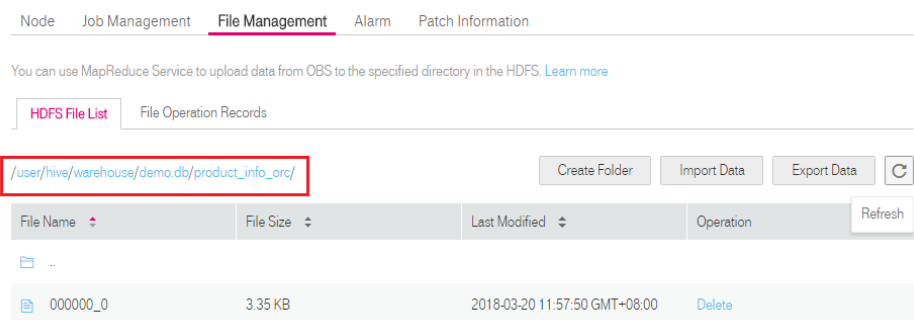 Node Job Management File Management Alarm Patch Information
You can use MapReduce Service to upload data from OBS to the specified directory in the HDFS. Learn more
HDFS File List File Operation Records
/user/hive/warehouse/demo.db/product_info_orc/ Create Folder Import Data Export Data
Refresh
File Name File Size Last Modified Operation
..
000000_0 3.35 KB 2018-03-20 11:57:50 GMT+08:00 Delete